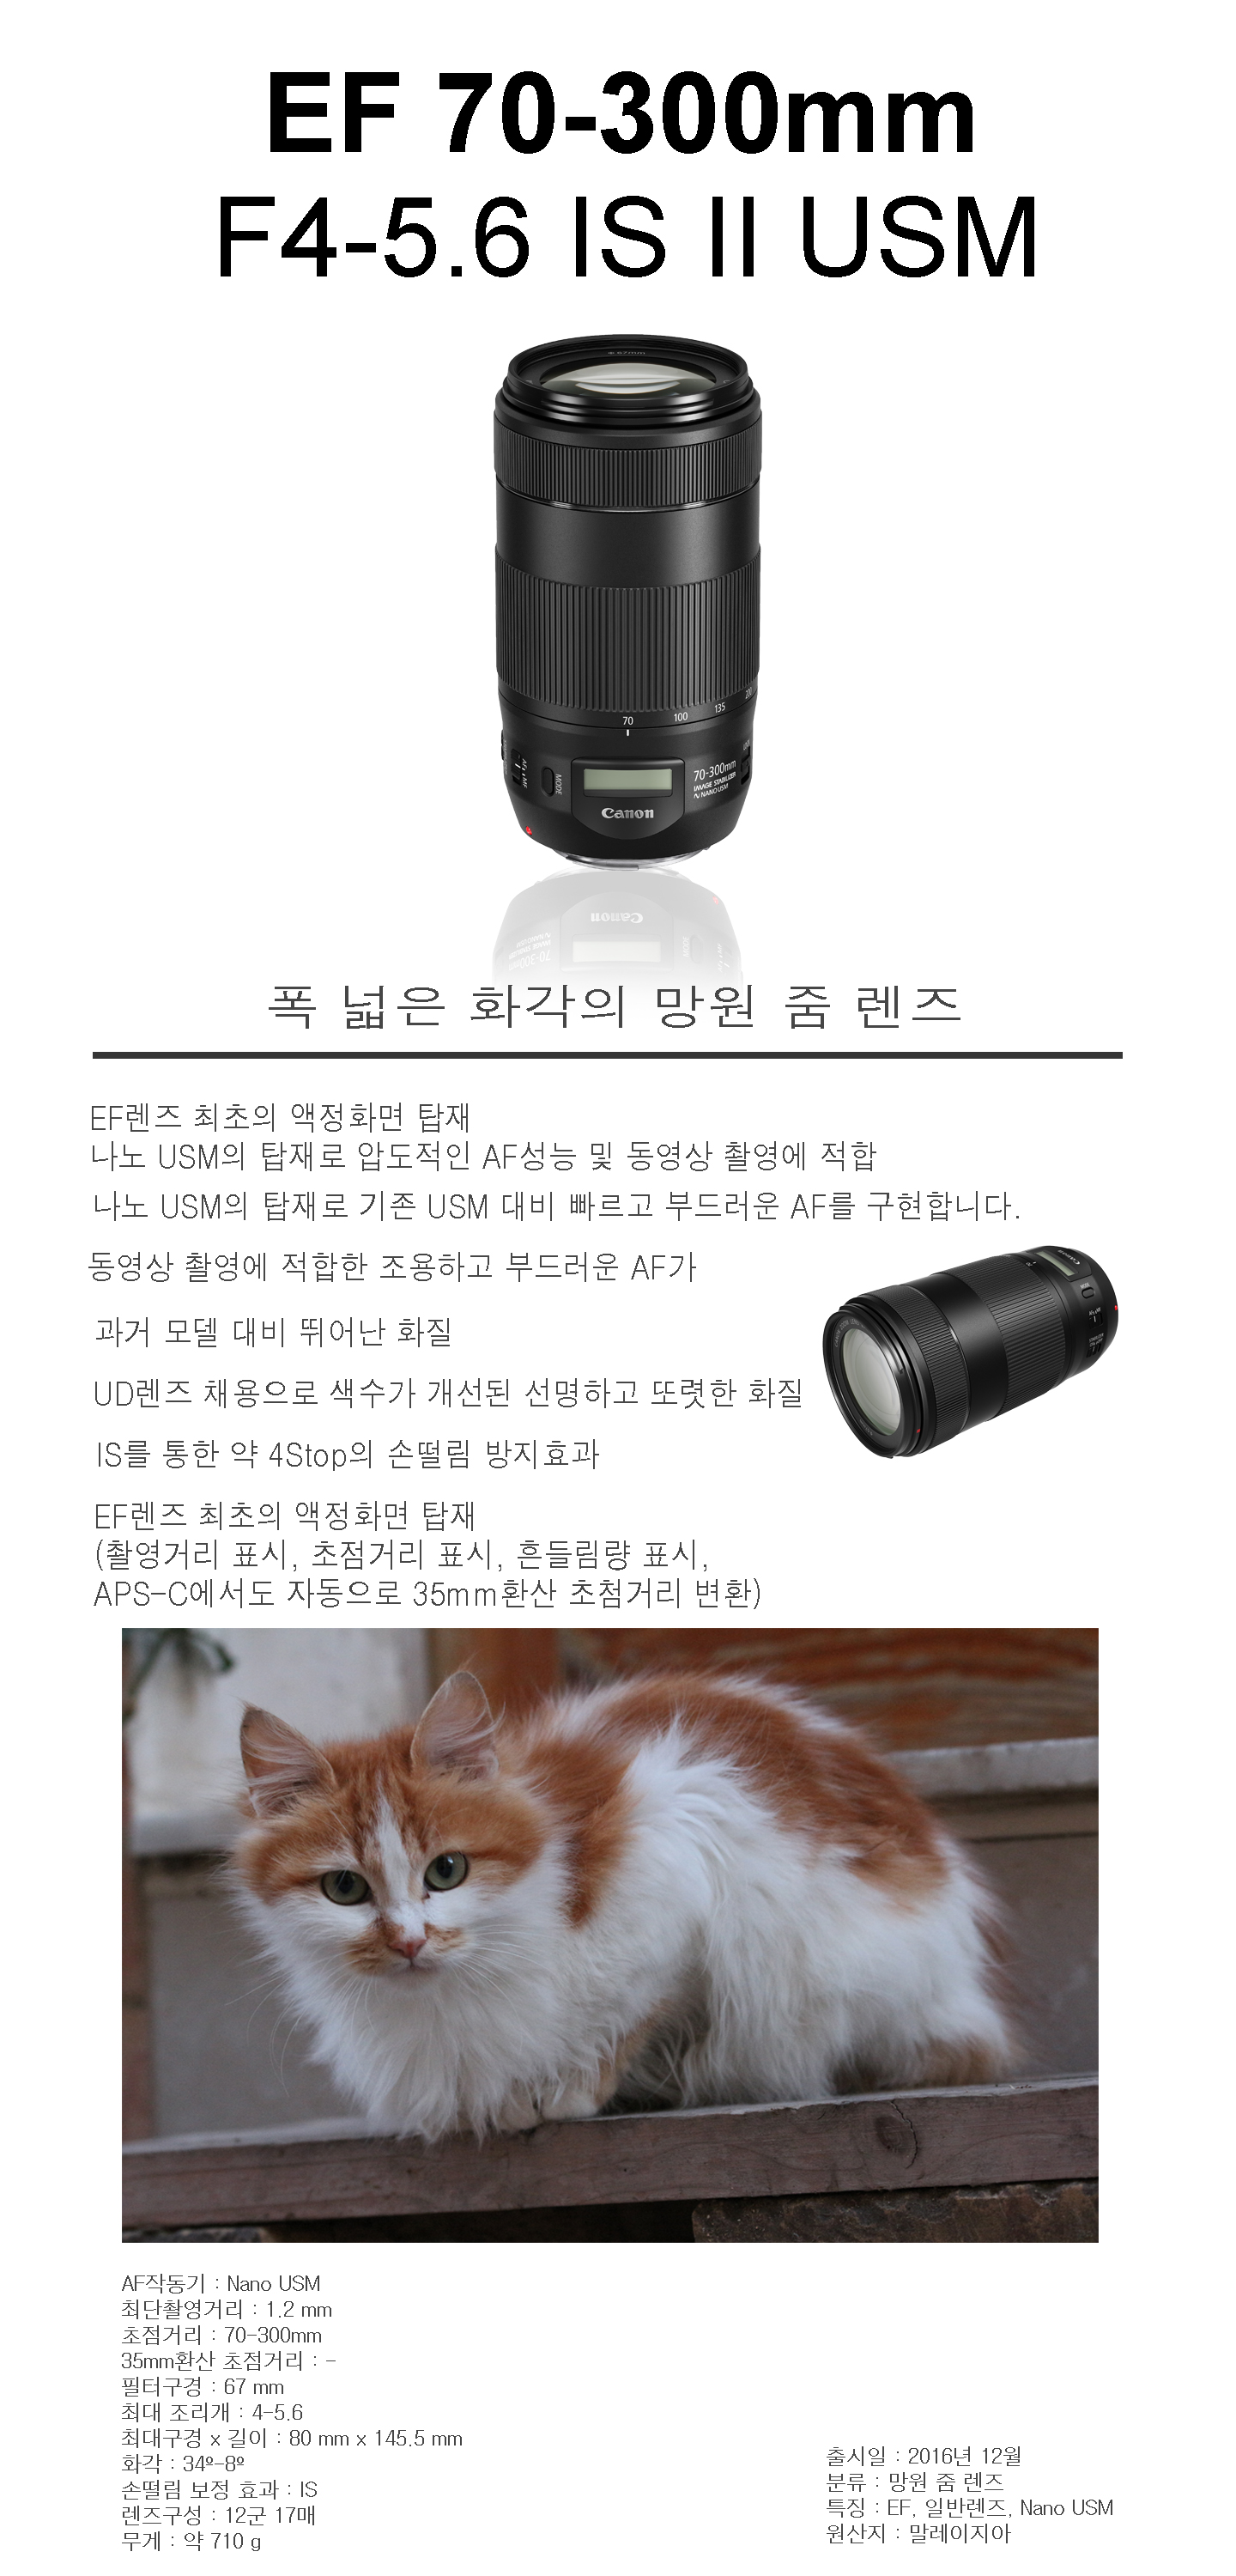 EF 70-300mm
F4-5.6 IS II USM
67mm
70 100 135 200
AF MF
MODE
70-300mm
IMAGE STABILIZER
NANO USM
Canon
폭 넓은 화각의 망원 줌 렌즈
EF렌즈 최초의 액정화면 탑재
나노 USM의 탑재로 압도적인 AF성능 및 동영상 촬영에 적합
나노 USM의 탑재로 기존 USM 대비 빠르고 부드러운 AF를 구현합니다.
동영상 촬영에 적합한 조용하고 부드러운 AF가
과거 모델 대비 뛰어난 화질
UD렌즈 채용으로 색수가 개선된 선명하고 또렷한 화질
IS를 통한 약 4Stop의 손떨림 방지효과
EF렌즈 최초의 액정화면 탑재
(촬영거리 표시, 초점거리 표시, 흔들림량 표시,
APS-C에서도 자동으로 35mm환산 초첨거리 변환)
AF작동기 : Nano USM
최단촬영거리 : 1.2 mm
초점거리 : 70-300mm
35mm환산 초점거리 : -
필터구경 : 67 mm
최대 조리개 : 4-5.6
최대구경 x 길이 : 80 mm x 145.5 mm
화각 : 34º-8º
손떨림 보정 효과 : IS
렌즈구성 : 12군 17매
무게 : 약 710 g
출시일 : 2016년 12월
분류 : 망원 줌 렌즈
특징 : EF, 일반렌즈, Nano USM
원산지 : 말레이지아